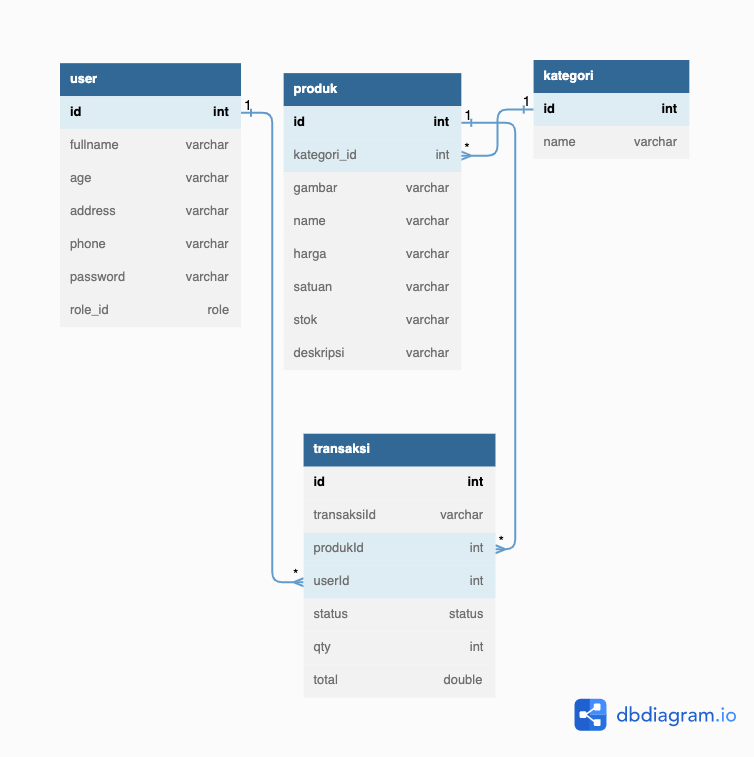 user
id int
fullname varchar
age varchar
address varchar
phone varchar
password varchar
role_id role
1
produk
id int
kategori_id int
gambar varchar
name varchar
harga varchar
satuan varchar
stok varchar
deskripsi varchar
1
*
kategori
id int
name varchar
1
transaksi
id int
transaksiId varchar
produkId int
userId int
status status
qty int
total double
*
*
dbdiagram.io